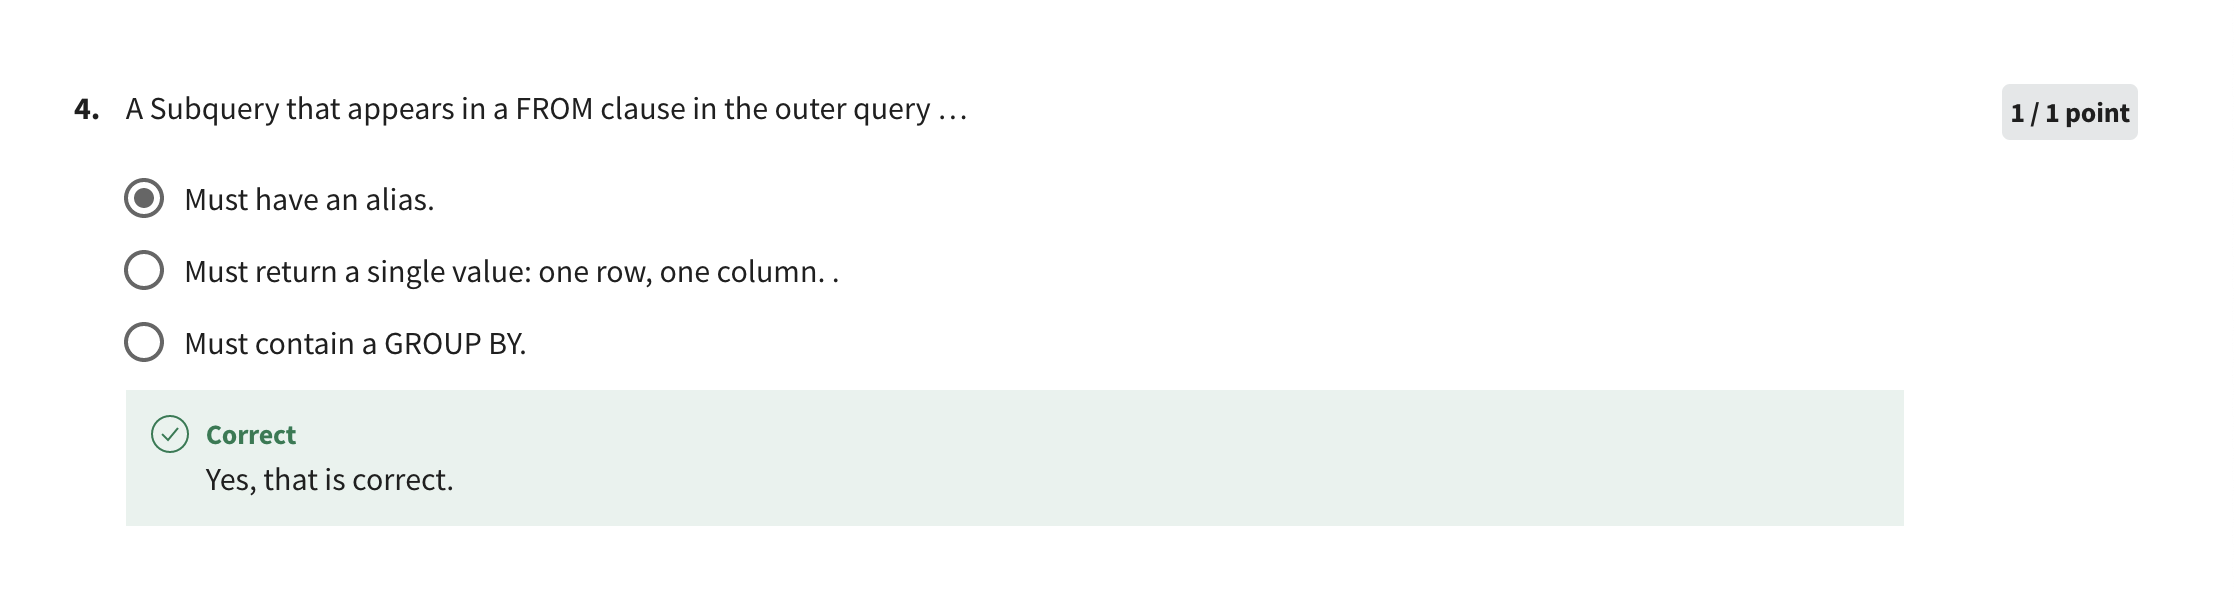 4. A Subquery that appears in a FROM clause in the outer query …
1 / 1 point
Must have an alias.
Must return a single value: one row, one column. .
Must contain a GROUP BY.
Correct
Yes, that is correct.